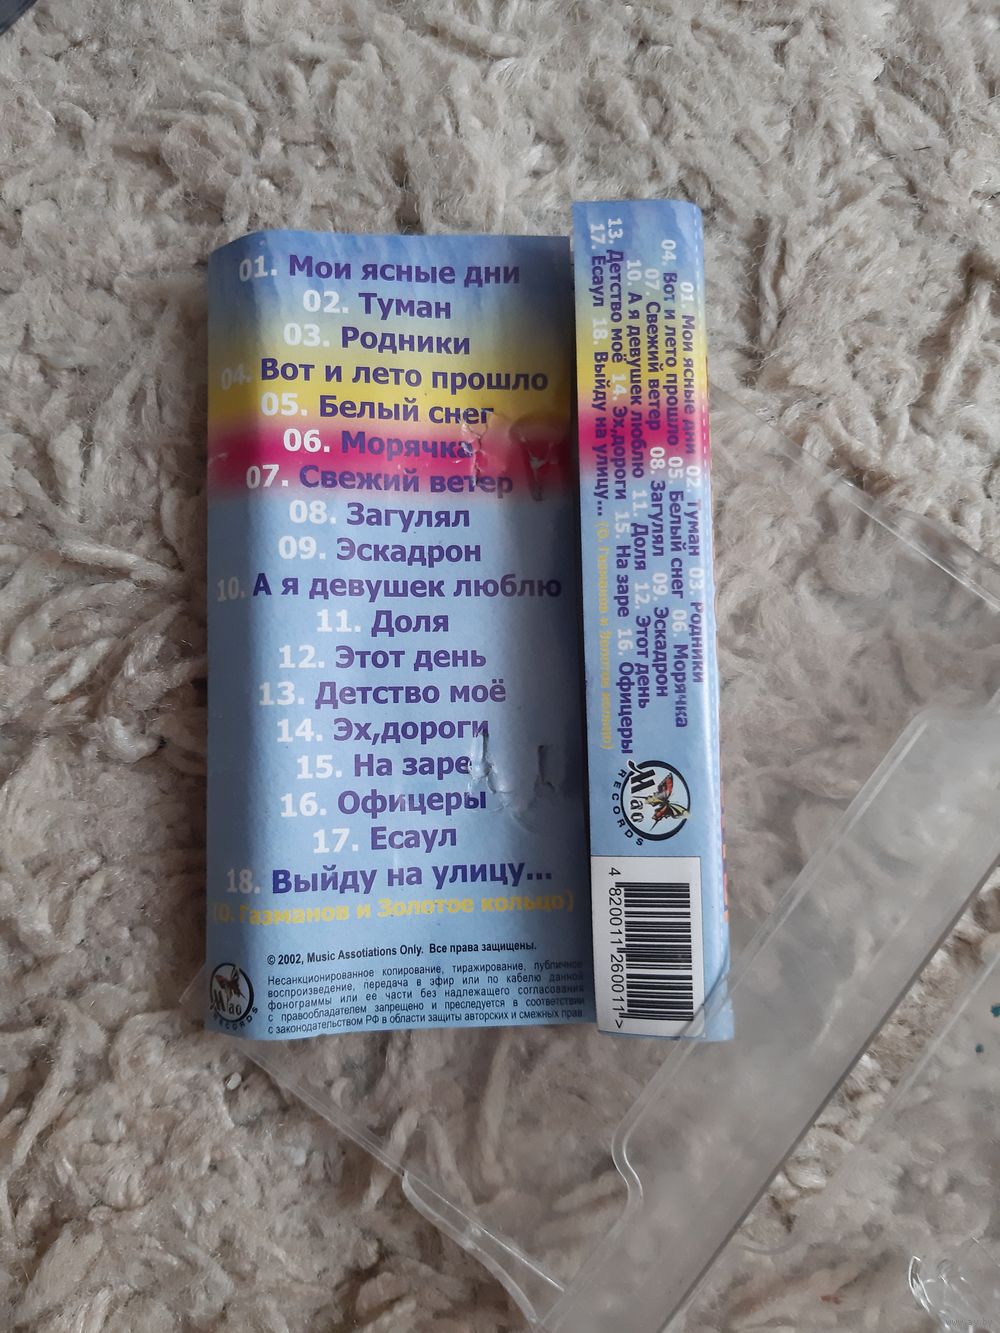 01. Мои ясные дни
02. Туман
03. Родники
04. Вот и лето прошло
05. Белый снег
06. Морячка
07. Свежий ветер
08. Загулял
09. Эскадрон
10. А я девушек люблю
11. Доля
12. Этот день
13. Детство моё
14. Эх,дороги
15. На заре
16. Офицеры
17. Есаул
18. Выйду на улицу...
(О. Газманов и Золотое кольцо)
© 2002, Music Assotiations Only. Все права защищены.
Несанкционированное копирование, тиражирование, публичное
воспроизведение, передача в эфир или по кабелю данной
фонограммы или ее части без надлежащего согласования
с правообладателем запрещено и преследуется в соответствии
с законодательством РФ в области защиты авторских и смежных прав
Mao
RECORDS
01. Мои ясные дни 02. Туман 03. Родники
04. Вот и лето прошло 05. Белый снег 06. Морячка
07. Свежий ветер 08. Загулял 09. Эскадрон
10. А я девушек люблю 11. Доля 12. Этот день
13. Детство моё 14. Эх,дороги 15. На заре 16. Офицеры
17. Есаул 18. Выйду на улицу... (О. Газманов и Золотое кольцо)
Mao
RECORDS
4 820011 260011>
www.ay.by